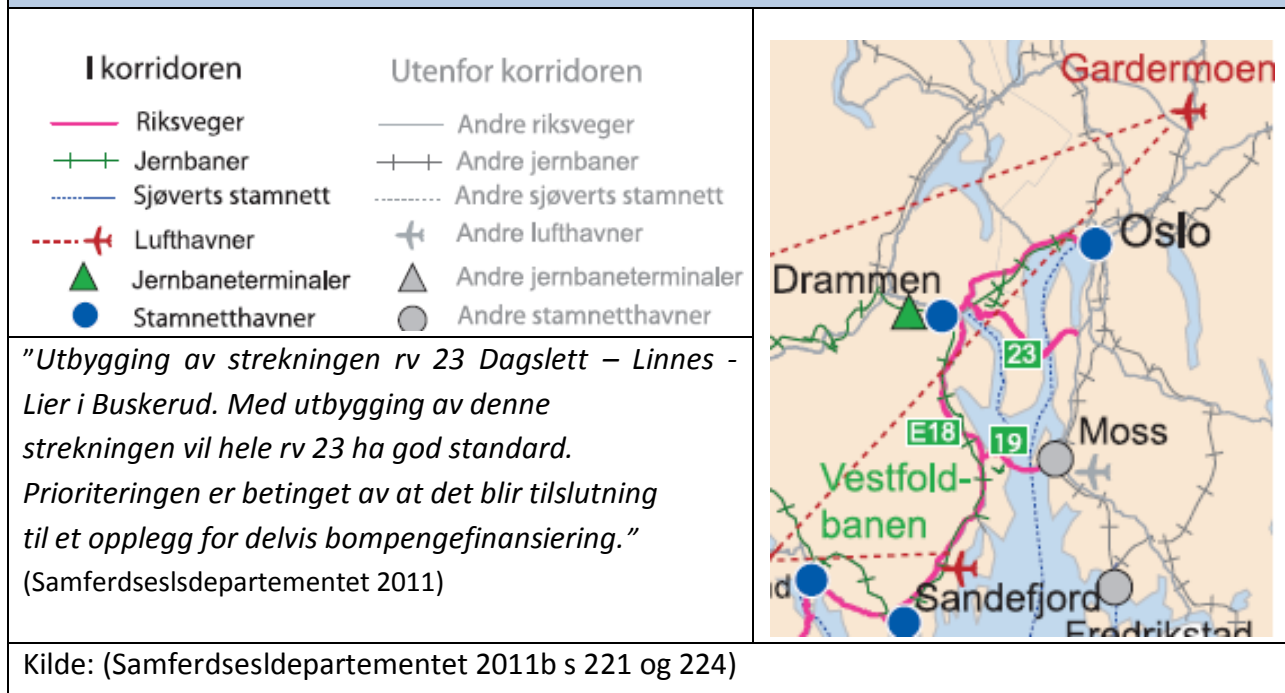 I korridoren
Riksveger
Jernbaner
Sjøverts stamnett
Lufthavner
Jernbaneterminaler
Stamnetthavner
Utenfor korridoren
Andre riksveger
Andre jernbaner
Andre sjøverts stamnett
Andre lufthavner
Andre jernbaneterminaler
Andre stamnetthavner
"Utbygging av strekningen rv 23 Dagslett – Linnes -
Lier i Buskerud. Med utbygging av denne
strekningen vil hele rv 23 ha god standard.
Prioriteringen er betinget av at det blir tilslutning
til et opplegg for delvis bompengefinansiering."
(Samferdseslsdepartementet 2011)
Gardermoen
Oslo
Drammen
23
E18
19
Moss
Vestfold-
banen
d
Sandefjord
Fredrikstad
Kilde: (Samferdsesldepartementet 2011b s 221 og 224)